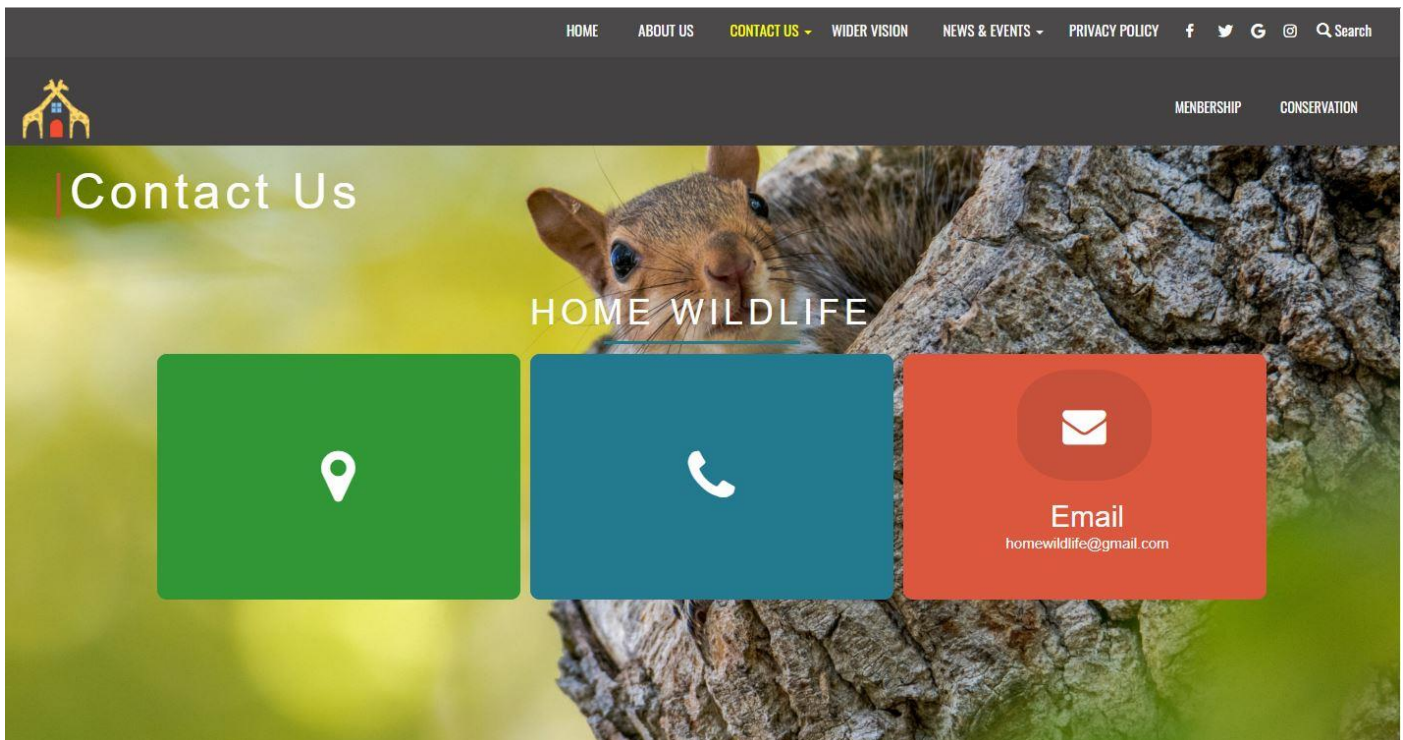 HOME ABOUT US CONTACT US WIDER VISION NEWS & EVENTS PRIVACY POLICY Search
MENBERSHIP CONSERVATION
Contact Us
HOME WILDLIFE
Email
homewildlife@gmail.com